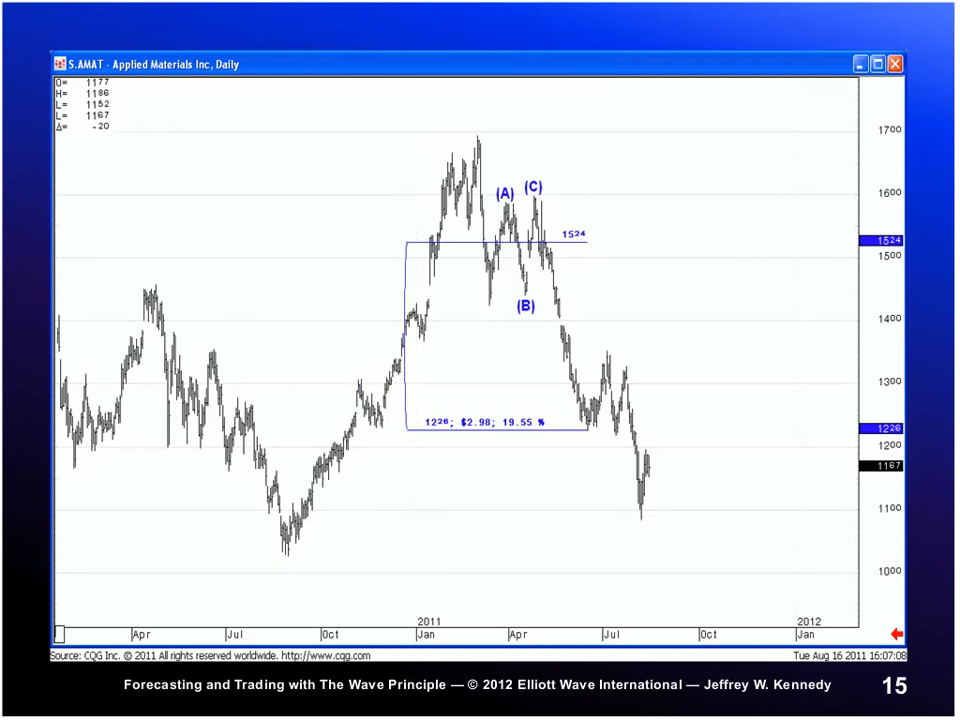 S.AMAT - Applied Materials Inc, Daily
O= 1177
H= 1186
L= 1152
L= 1167
Δ= -20
1700
1600
(A) (C)
1524
1524
1500
(B)
1400
1300
1226; $2.98; 19.55 %
1226
1200
1167
1100
1000
2011 2012
Apr Jul Oct Jan Apr Jul Oct Jan
Source: CQG Inc. © 2011 All rights reserved worldwide. http://www.cqg.com Tue Aug 16 2011 16:07:08
Forecasting and Trading with The Wave Principle — © 2012 Elliott Wave International — Jeffrey W. Kennedy 15